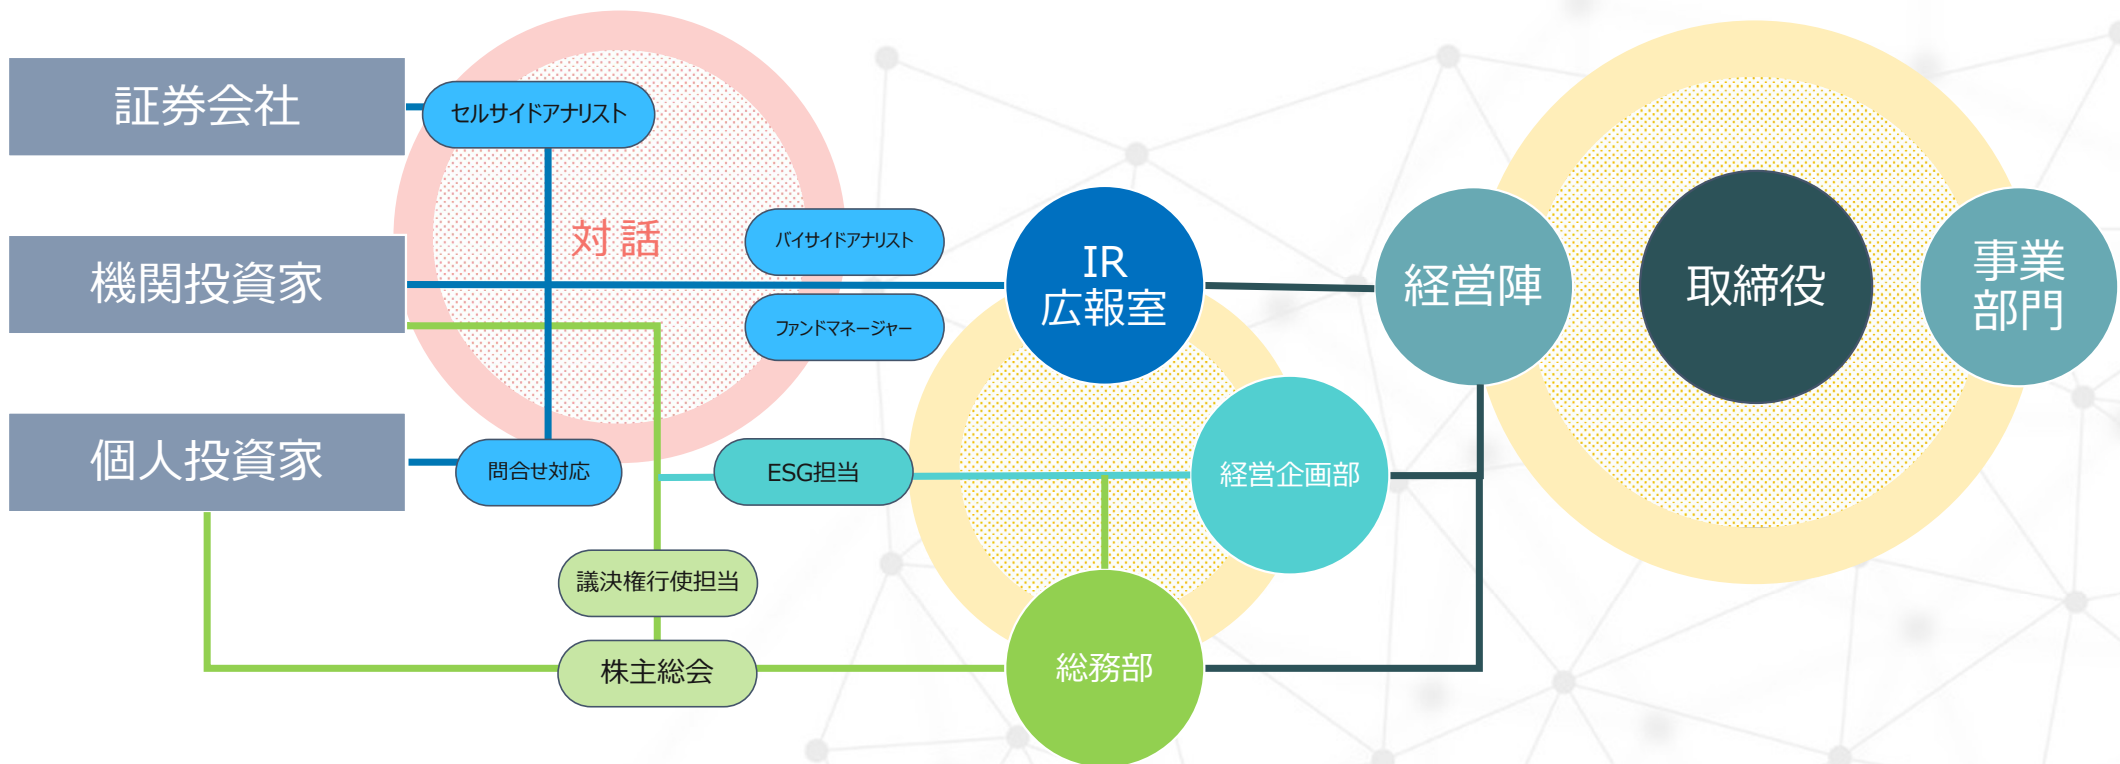 証券会社
機関投資家
個人投資家
対話
セルサイドアナリスト
バイサイドアナリスト
ファンドマネージャー
問合せ対応
ESG担当
議決権行使担当
株主総会
IR
広報室
経営企画部
総務部
経営陣
取締役
事業
部門